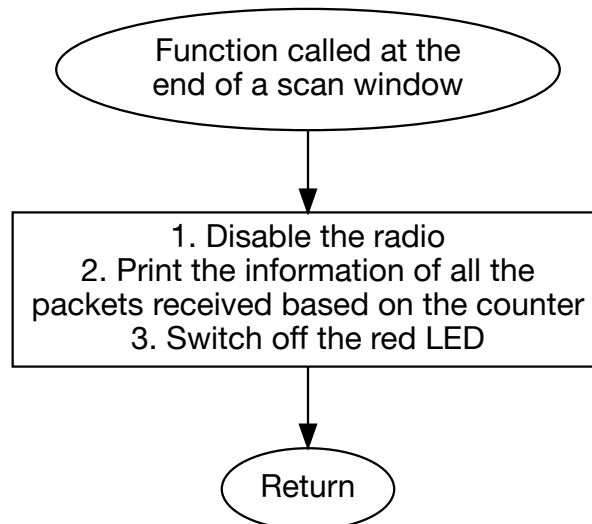 Function called at the
end of a scan window
1. Disable the radio
2. Print the information of all the
packets received based on the counter
3. Switch off the red LED
Return